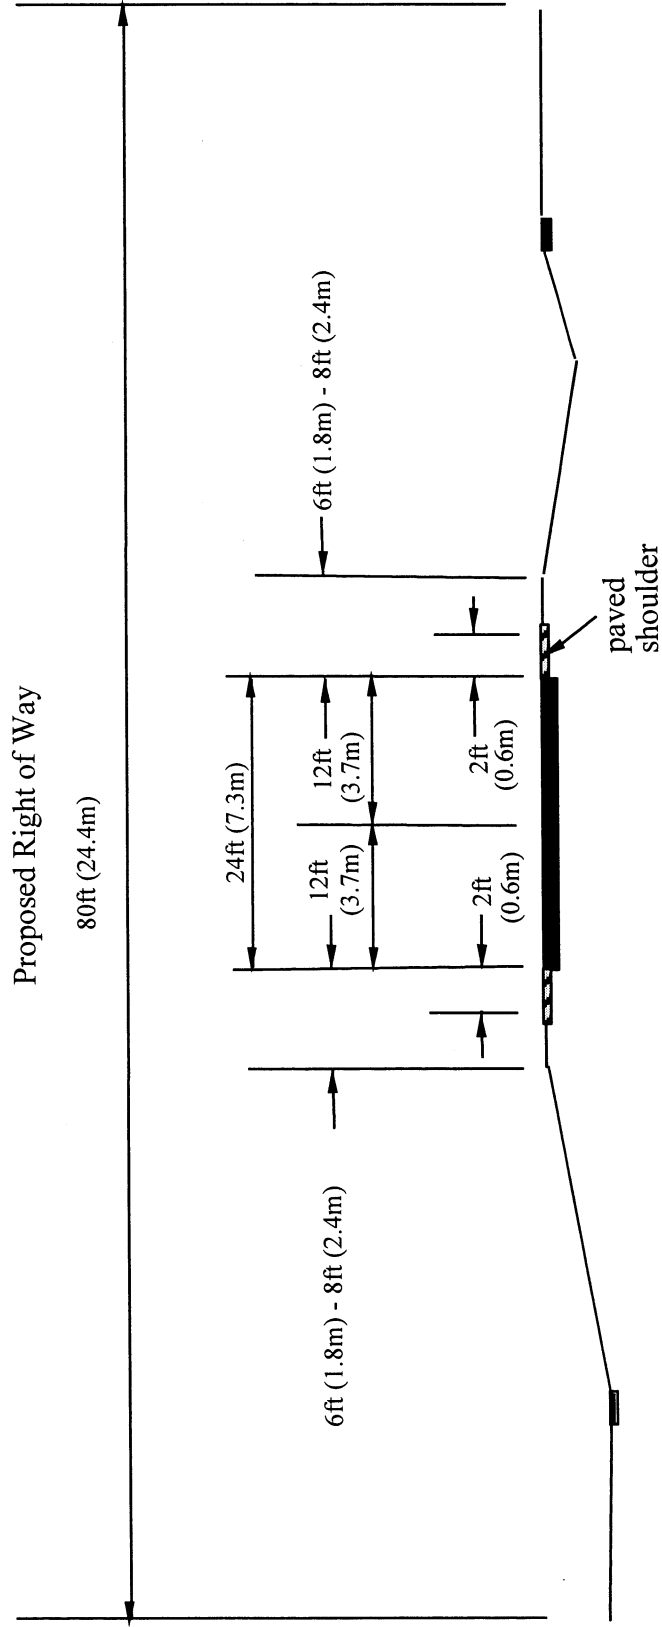 Proposed Right of Way
80ft (24.4m)
24ft (7.3m)
6ft (1.8m) - 8ft (2.4m)
12ft
(3.7m)
12ft
(3.7m)
6ft (1.8m) - 8ft (2.4m)
2ft
(0.6m)
2ft
(0.6m)
paved
shoulder